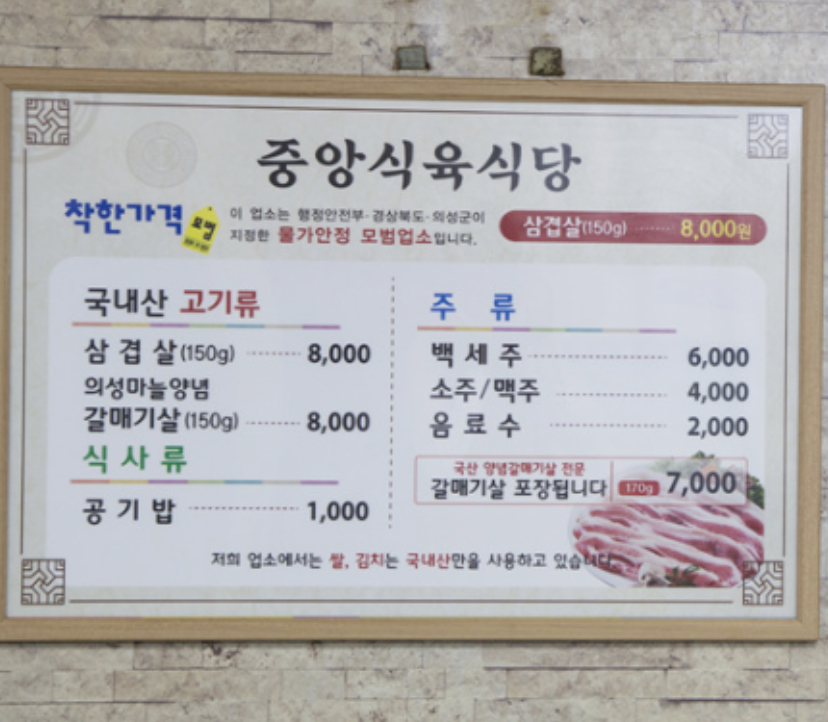 중앙식육식당
착한가격
모범
이 업소는 행정안전부·경상북도·의성군이
지정한 물가안정 모범업소입니다.
삼겹살(150g) 8,000원
국내산 고기류
삼겹살(150g) 8,000
의성마늘양념
갈매기살(150g) 8,000
식사류
공기밥 1,000
주류
백세주 6,000
소주/맥주 4,000
음료수 2,000
국산 양념갈매기살 전문
갈매기살 포장됩니다 170g 7,000
저희 업소에서는 쌀, 김치는 국내산만을 사용하고 있습니다.